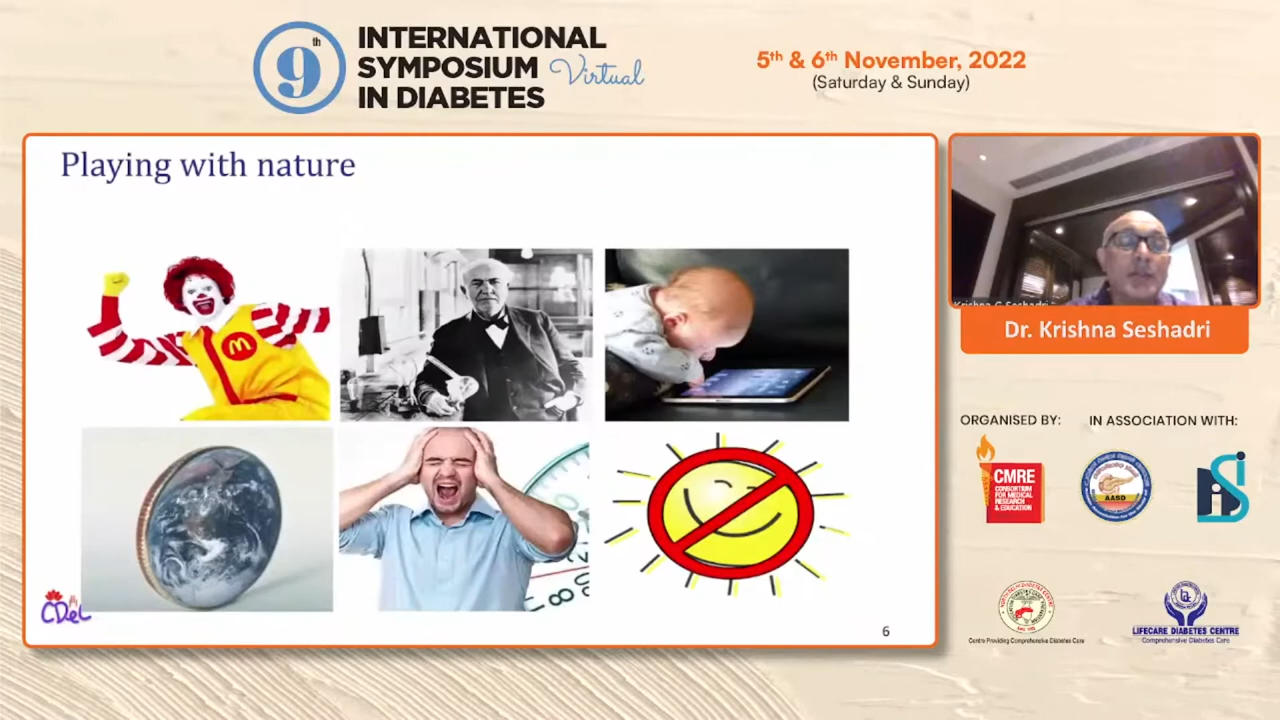 9th
INTERNATIONAL
SYMPOSIUM Virtual
IN DIABETES
5th & 6th November, 2022
(Saturday & Sunday)
Playing with nature
CDeC
6
Dr. Krishna Seshadri
ORGANISED BY:
IN ASSOCIATION WITH:
CMRE
CONSORTIUM
FOR MEDICAL
RESEARCH
& EDUCATION
AASD
Centre Providing Comprehensive Diabetes Care
LIFECARE DIABETES CENTRE
Comprehensive Diabetes Care